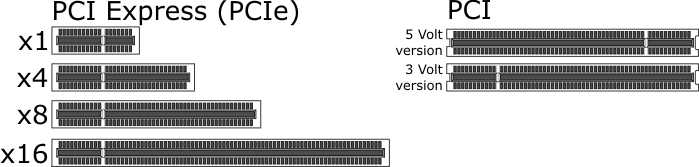 PCI Express (PCIe)
x1
x4
x8
x16
PCI
5 Volt
version
3 Volt
version